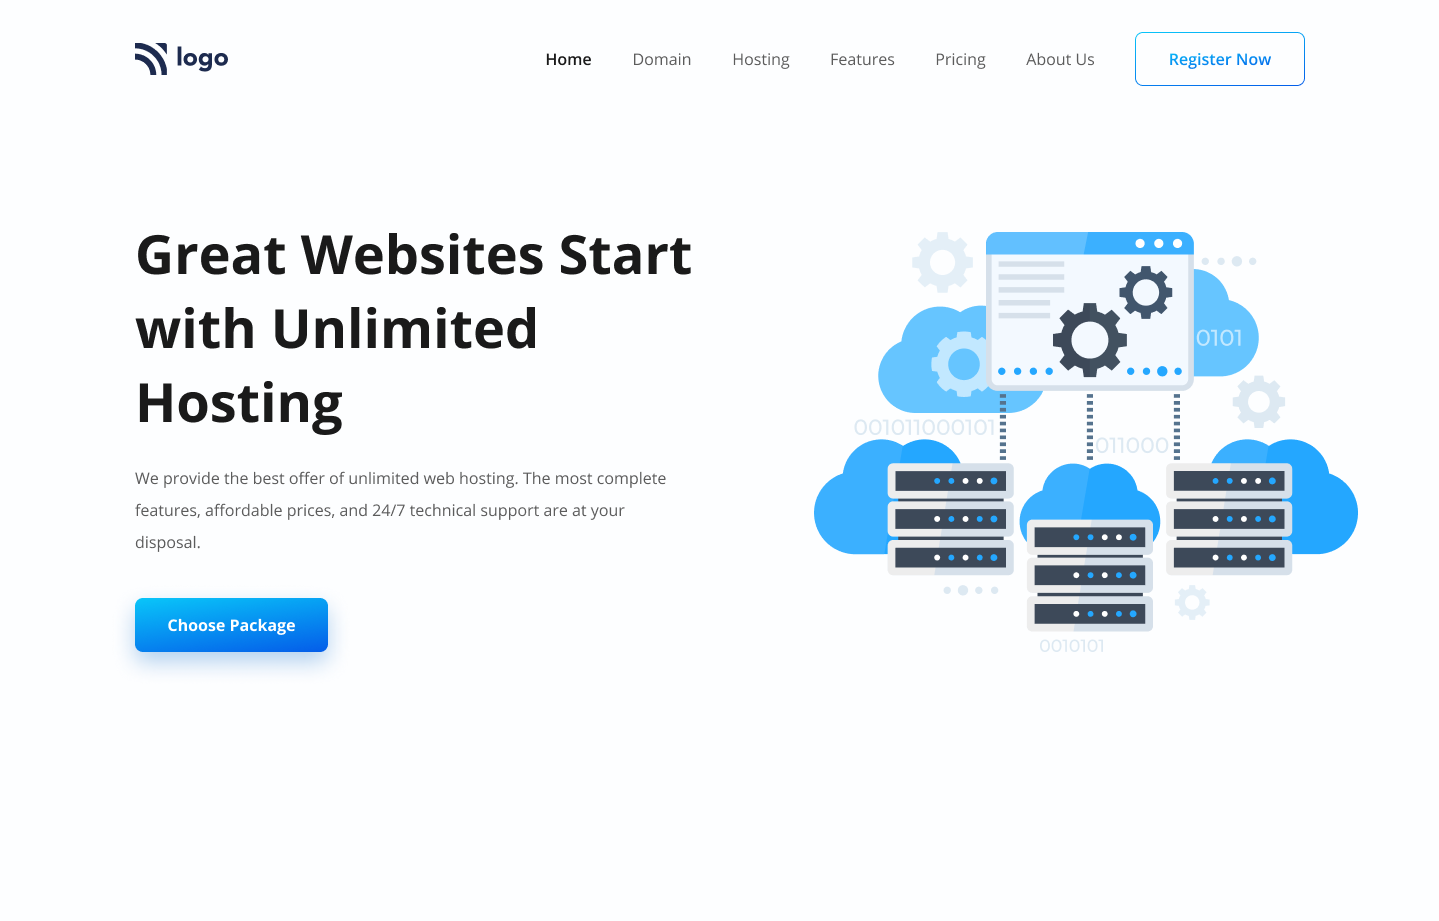 logo
Home Domain Hosting Features Pricing About Us Register Now
Great Websites Start
with Unlimited
Hosting
We provide the best offer of unlimited web hosting. The most complete
features, affordable prices, and 24/7 technical support are at your
disposal.
Choose Package
0101
001011000101
011000
0010101